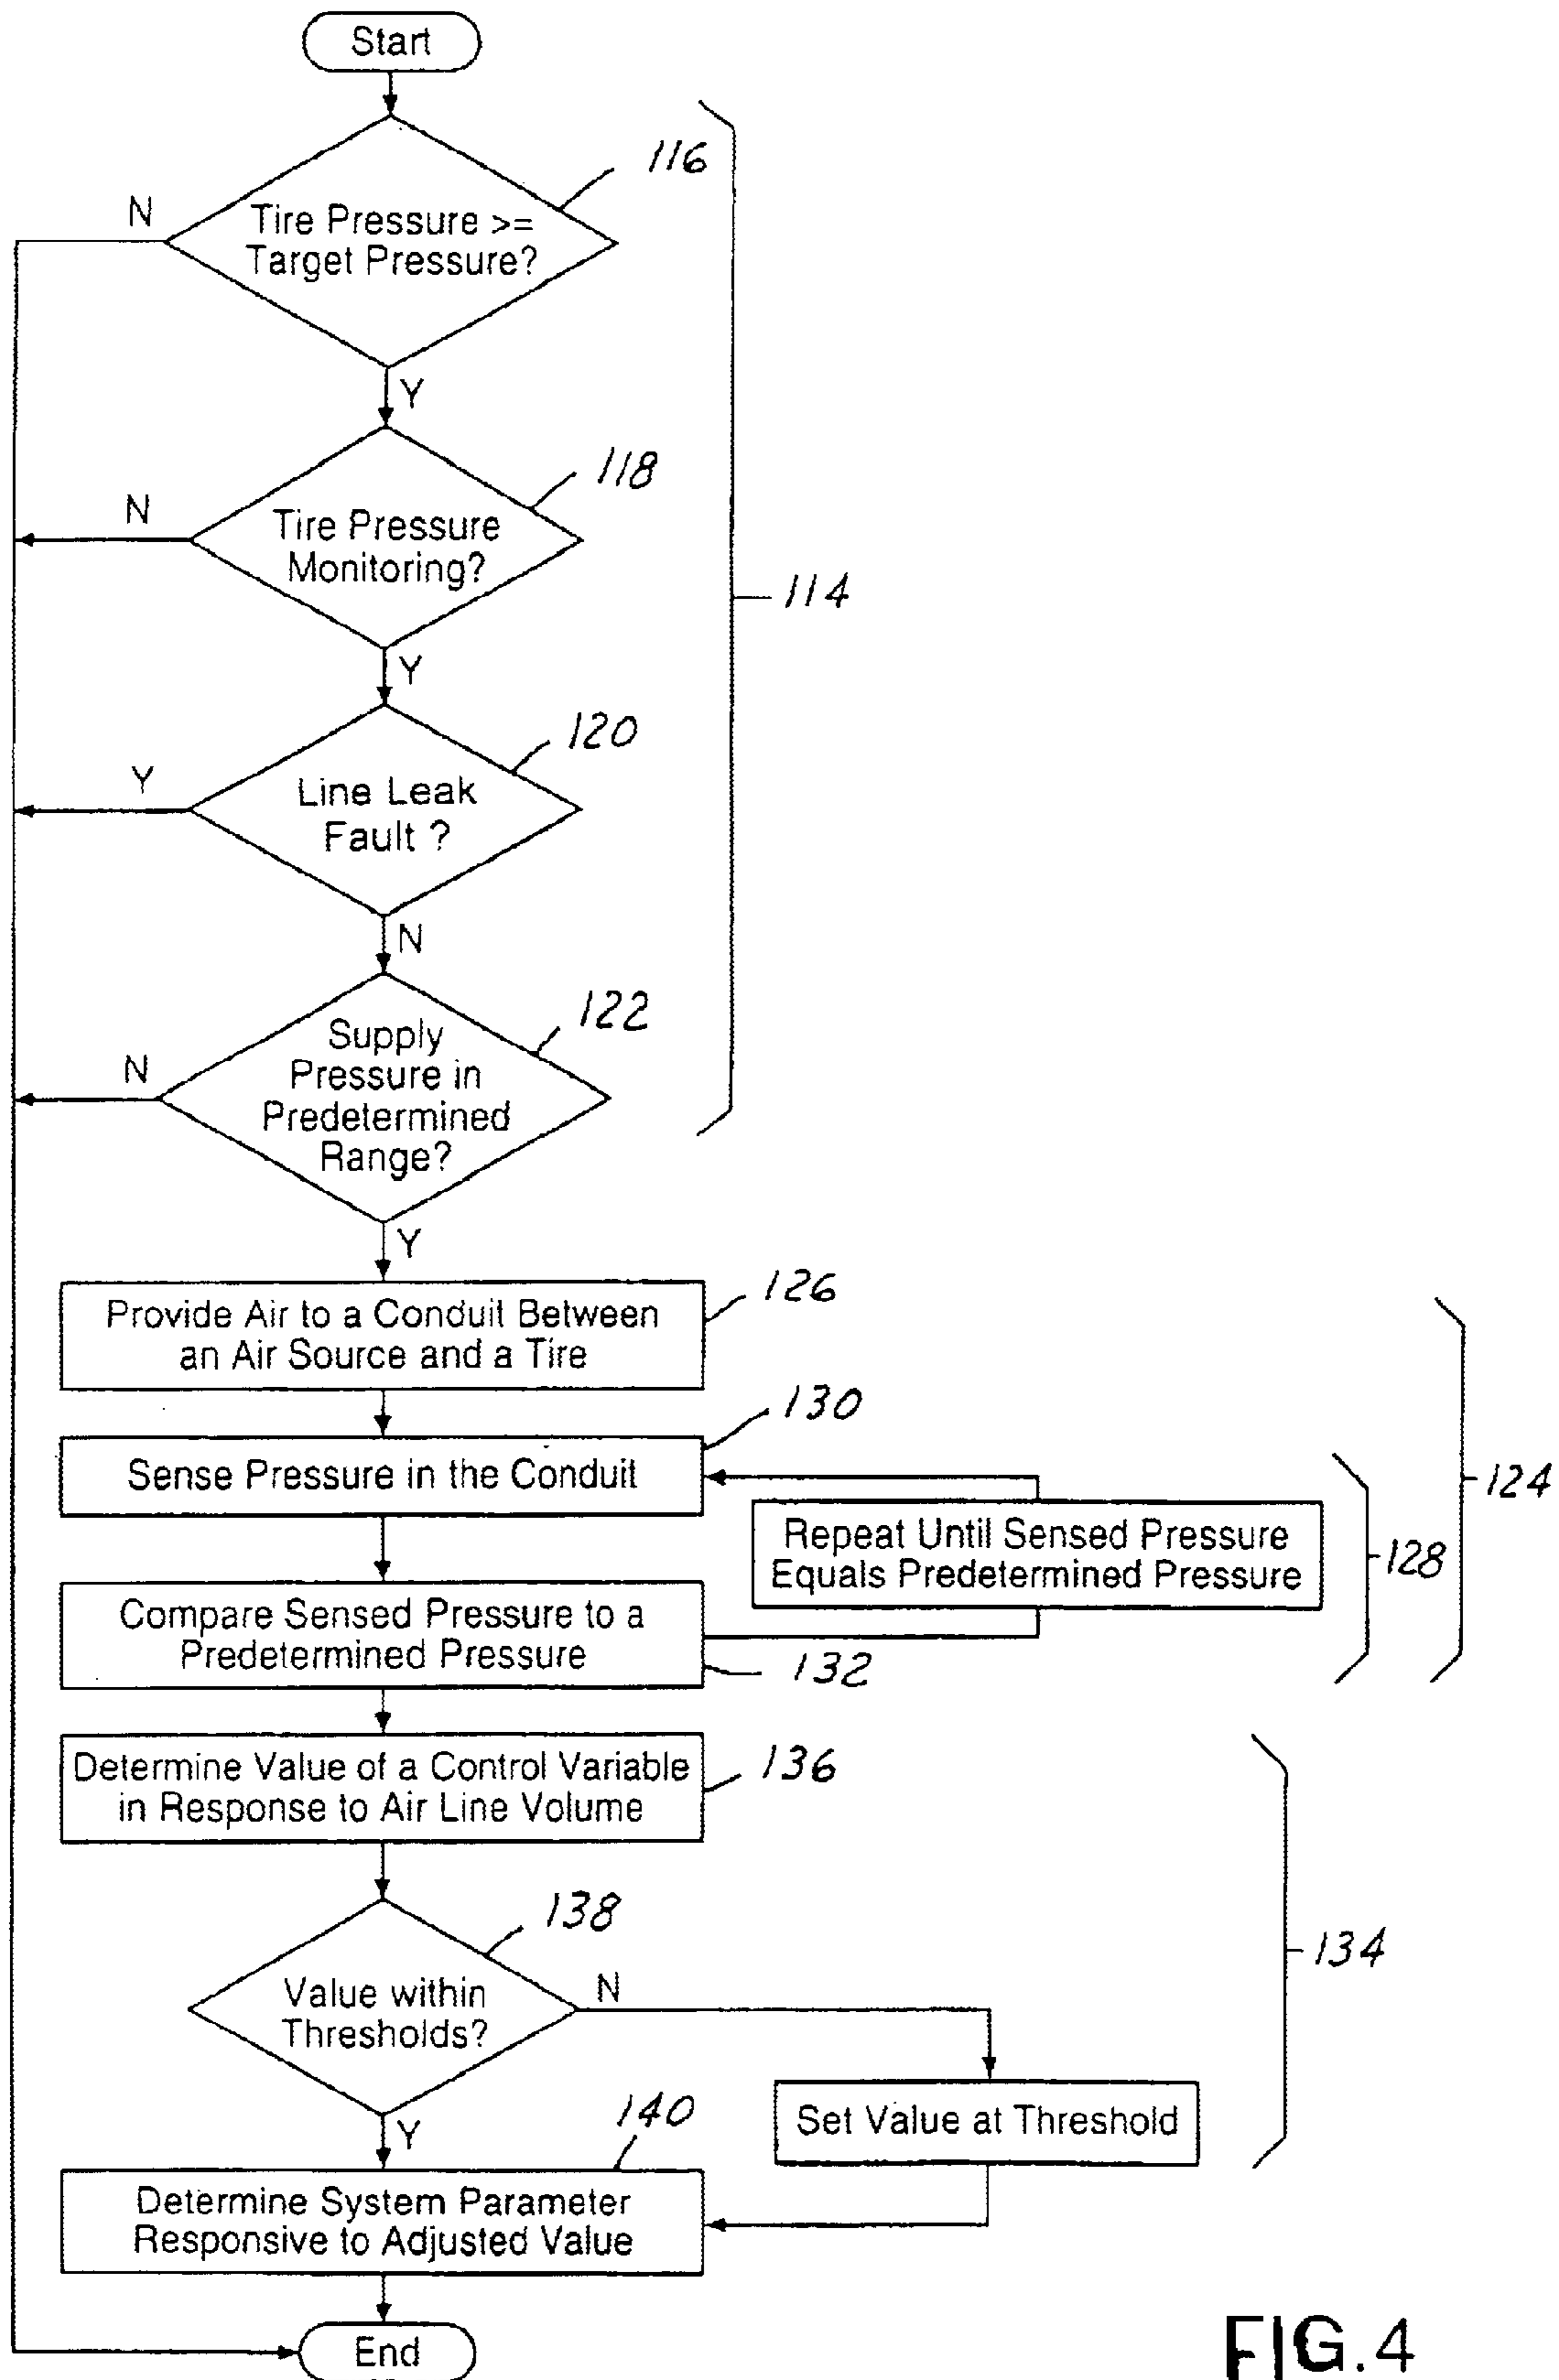 Start
116
N
Tire Pressure >=
Target Pressure?
Y
118
N
Tire Pressure
Monitoring?
114
Y
120
Y
Line Leak
Fault ?
N
122
N
Supply
Pressure in
Predetermined
Range?
Y
126
Provide Air to a Conduit Between
an Air Source and a Tire
130
Sense Pressure in the Conduit
124
Repeat Until Sensed Pressure
Equals Predetermined Pressure
128
Compare Sensed Pressure to a
Predetermined Pressure
132
Determine Value of a Control Variable
in Response to Air Line Volume
136
138
134
Value within
Thresholds?
N
140
Set Value at Threshold
Y
Determine System Parameter
Responsive to Adjusted Value
End
FIG.4